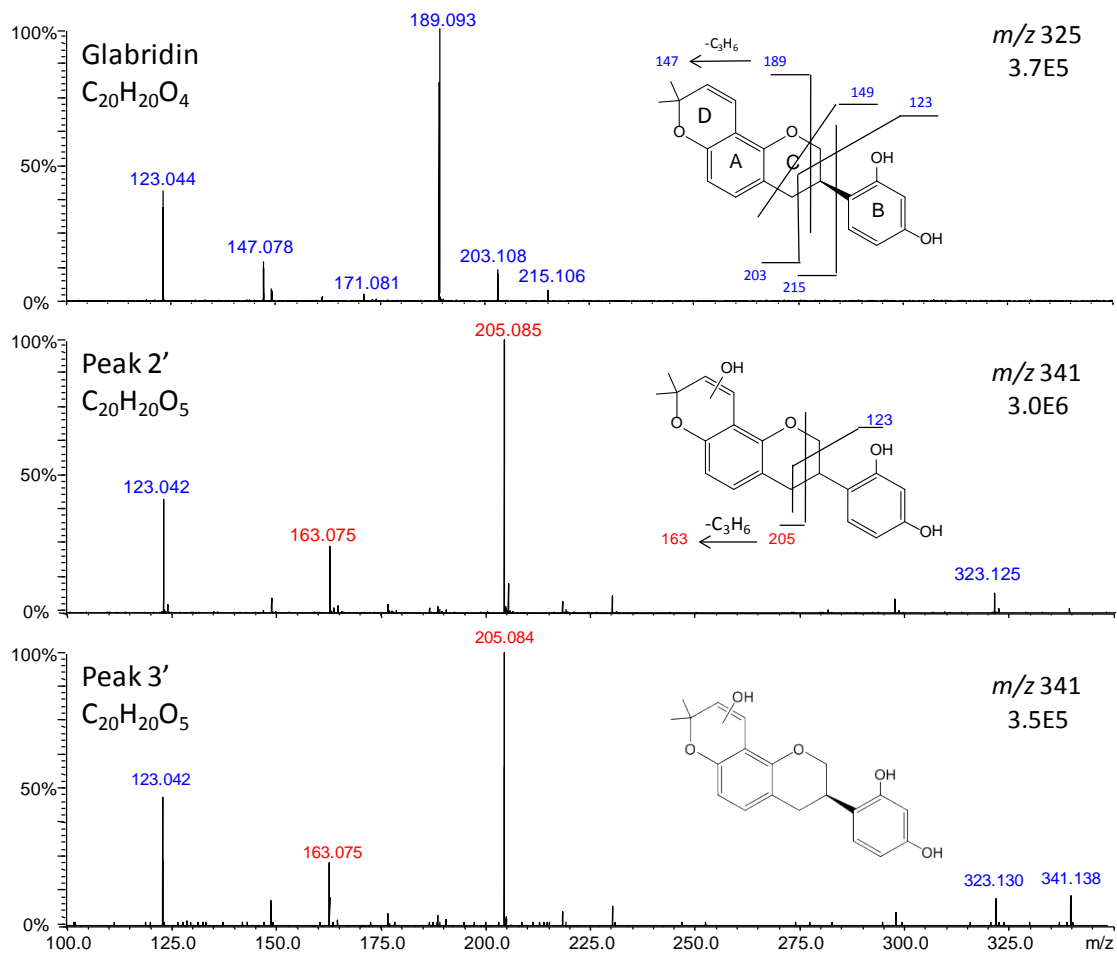 100%
50%
0%
Glabridin
C₂₀H₂₀O₄
189.093
123.044
147.078
171.081
203.108
215.106
m/z 325
3.7E5
-C₃H₆
147
189
149
123
D
A
C
B
O
O
OH
OH
203
215
100%
50%
0%
Peak 2’
C₂₀H₂₀O₅
205.085
123.042
163.075
323.125
m/z 341
3.0E6
OH
O
O
123
OH
OH
-C₃H₆
163
205
100%
50%
0%
Peak 3’
C₂₀H₂₀O₅
205.084
123.042
163.075
323.130
341.138
m/z 341
3.5E5
OH
O
O
OH
OH
100.0 125.0 150.0 175.0 200.0 225.0 250.0 275.0 300.0 325.0 m/z